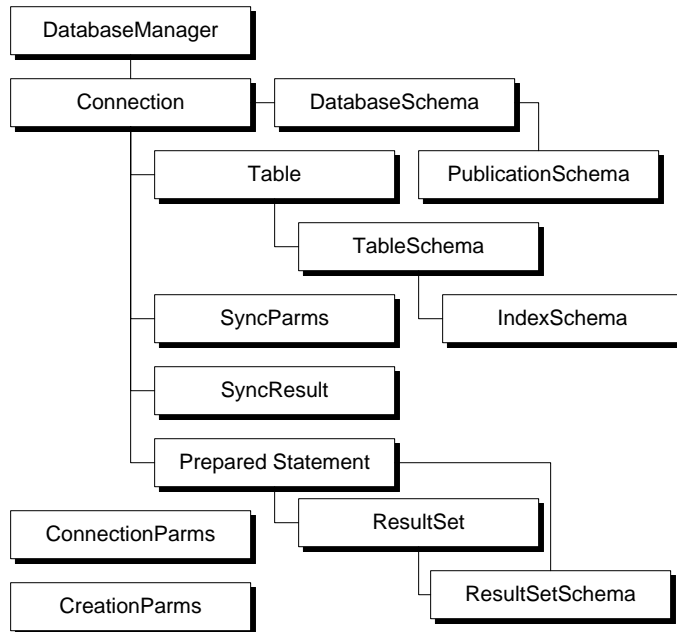 DatabaseManager
Connection
DatabaseSchema
Table
PublicationSchema
TableSchema
SyncParms
IndexSchema
SyncResult
Prepared Statement
ConnectionParms
ResultSet
CreationParms
ResultSetSchema